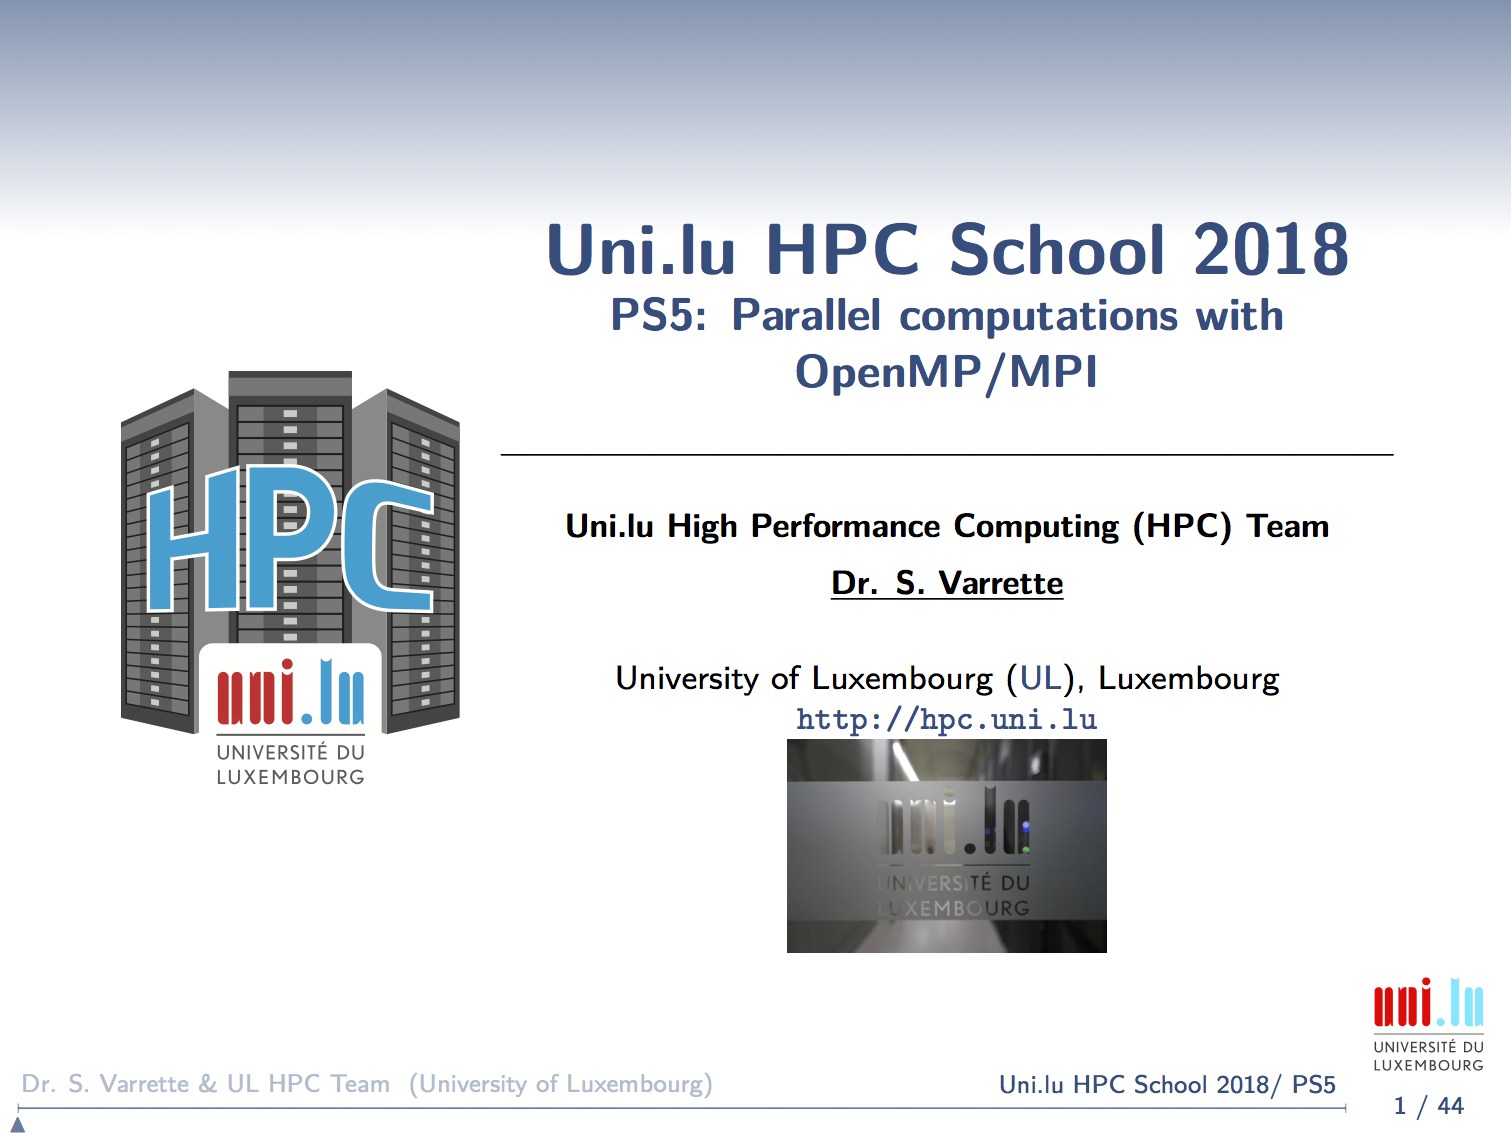 Uni.lu HPC School 2018
PS5: Parallel computations with
OpenMP/MPI
HPC
uni.lu
UNIVERSITÉ DU
LUXEMBOURG
Uni.lu High Performance Computing (HPC) Team
Dr. S. Varrette
University of Luxembourg (UL), Luxembourg
http://hpc.uni.lu
uni.lu
UNIVERSITÉ DU
LUXEMBOURG
uni.lu
UNIVERSITÉ DU
LUXEMBOURG
Dr. S. Varrette & UL HPC Team (University of Luxembourg)
Uni.lu HPC School 2018/ PS5
1 / 44